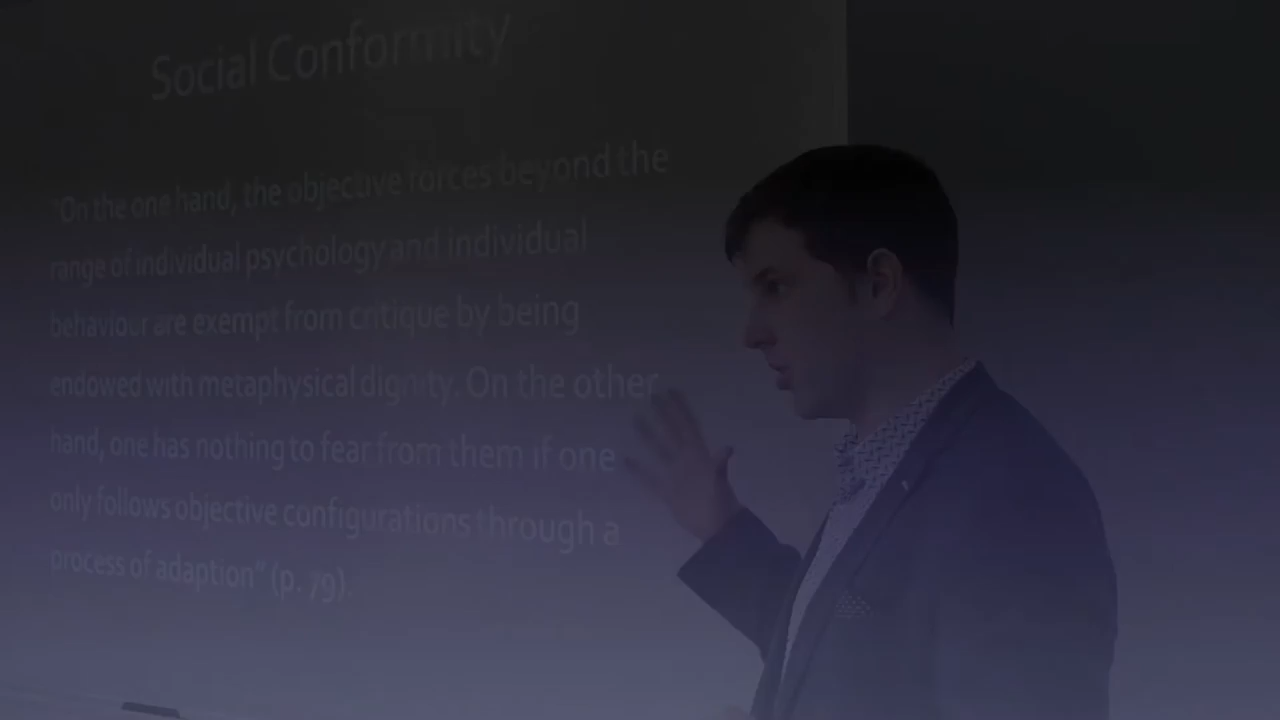 Social Conformity
"On the one hand, the objective forces beyond the
range of individual psychology and individual
behaviour are exempt from critique by being
endowed with metaphysical dignity. On the other
hand, one has nothing to fear from them if one
only follows objective configurations through a
process of adaption" (p. 79).